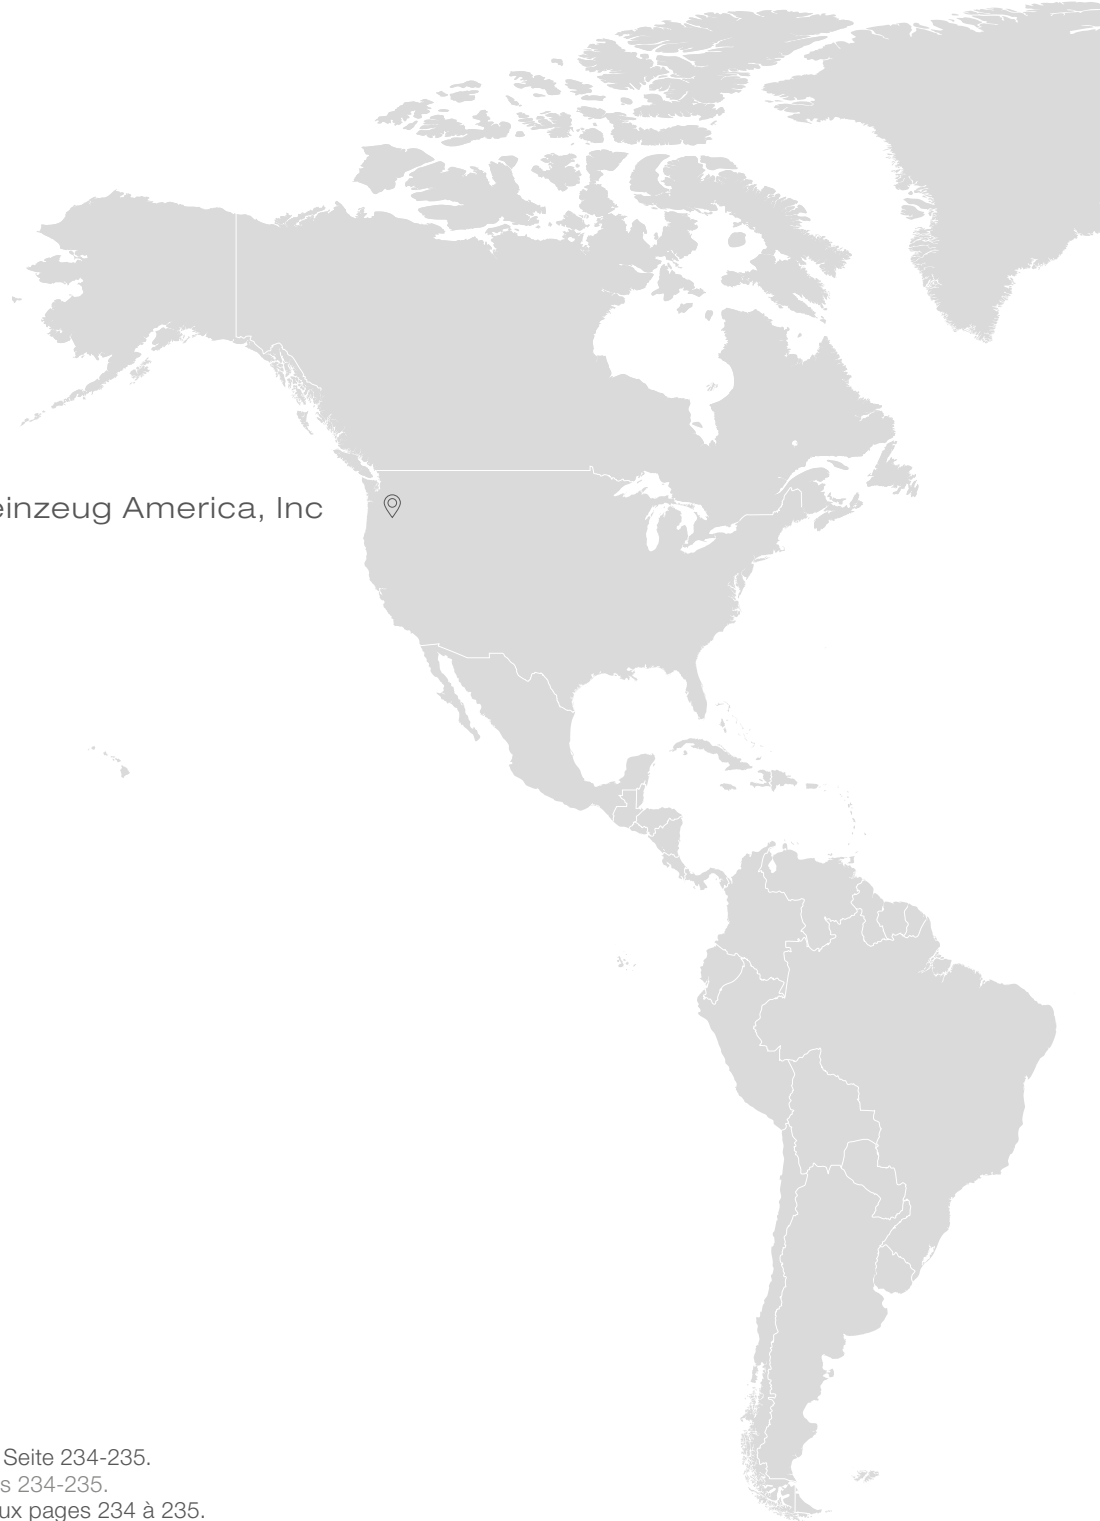 einzeug America, Inc
Seite 234-235.
s 234-235.
ux pages 234 à 235.